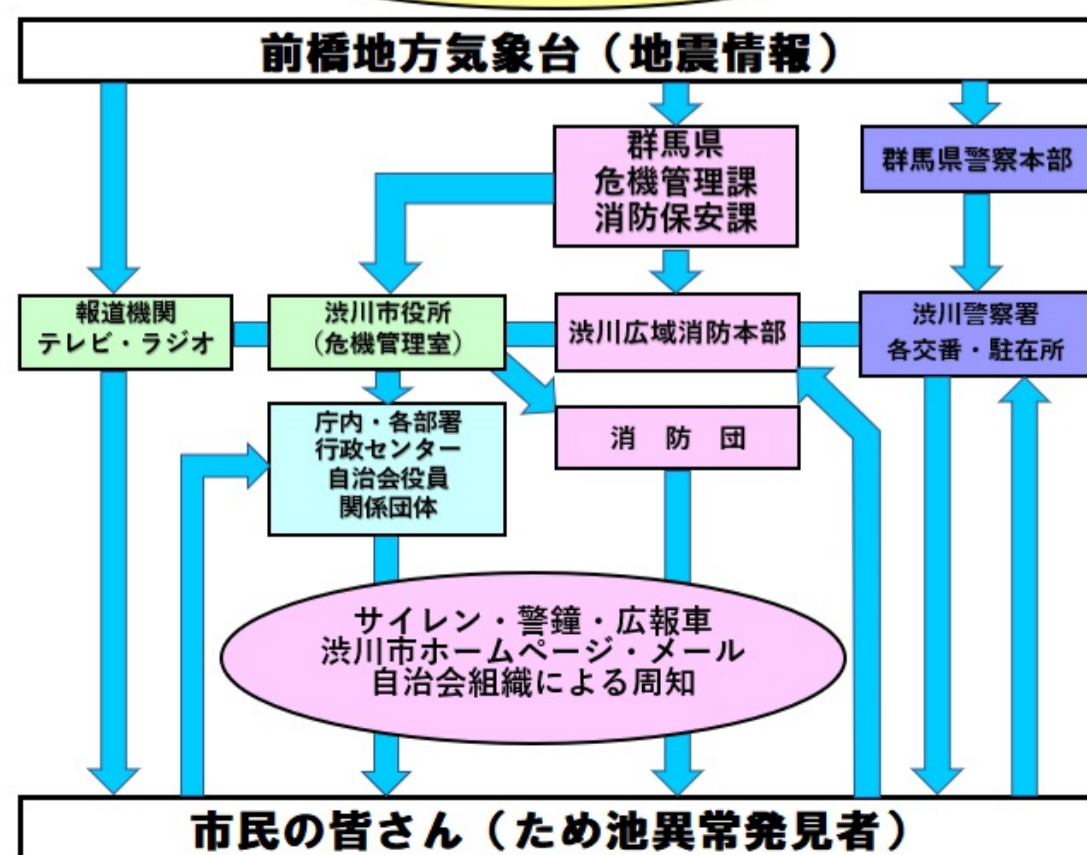 前橋地方気象台（地震情報）
群馬県
危機管理課
消防保安課
群馬県警察本部
報道機関
テレビ・ラジオ
渋川市役所
（危機管理室）
渋川広域消防本部
渋川警察署
各交番・駐在所
庁内・各部署
行政センター
自治会役員
関係団体
消　防　団
サイレン・警鐘・広報車
渋川市ホームページ・メール
自治会組織による周知
市民の皆さん（ため池異常発見者）